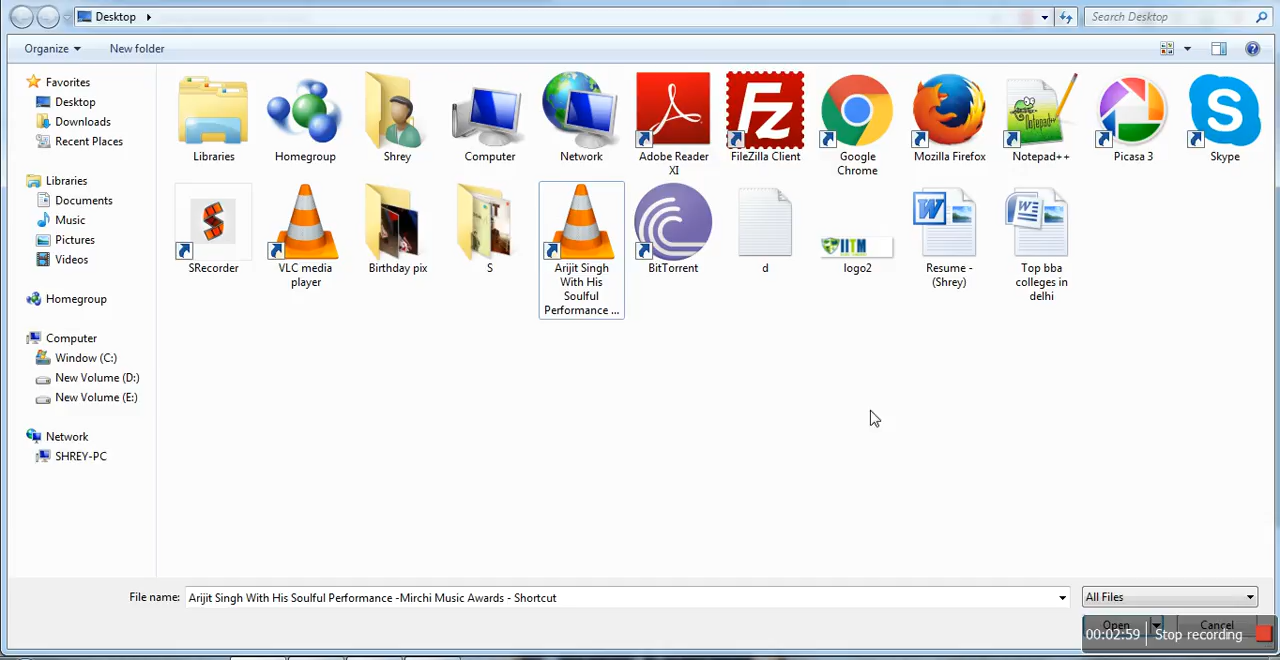 Desktop
Search Desktop
Organize
New folder
Favorites
Desktop
Downloads
Recent Places
Libraries
Documents
Music
Pictures
Videos
Homegroup
Computer
Window (C:)
New Volume (D:)
New Volume (E:)
Network
SHREY-PC
Libraries
Homegroup
Shrey
Computer
Network
Adobe Reader
XI
FileZilla Client
Google
Chrome
Mozilla Firefox
Notepad++
Picasa 3
Skype
SRecorder
VLC media
player
Birthday pix
S
Arijit Singh
With His
Soulful
Performance ...
BitTorrent
d
IITM
logo2
Resume -
(Shrey)
Top bba
colleges in
delhi
File name:
Arijit Singh With His Soulful Performance -Mirchi Music Awards - Shortcut
All Files
Open
Cancel
00:02:59
Stop recording